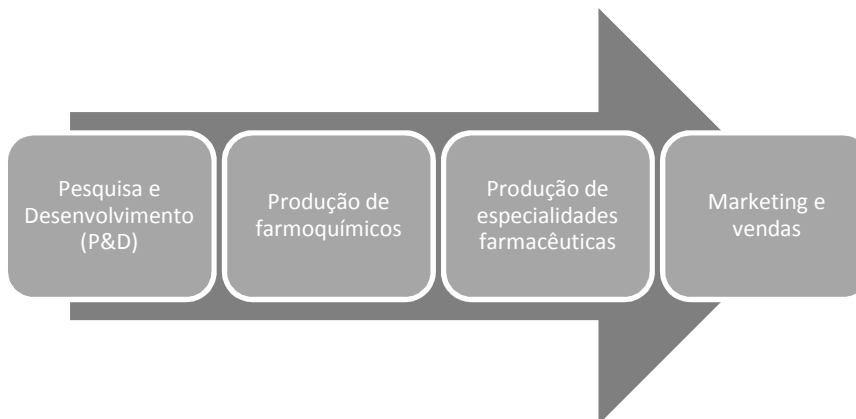 Pesquisa e
Desenvolvimento
(P&D)
Produção de
farmoquímicos
Produção de
especialidades
farmacêuticas
Marketing e
vendas